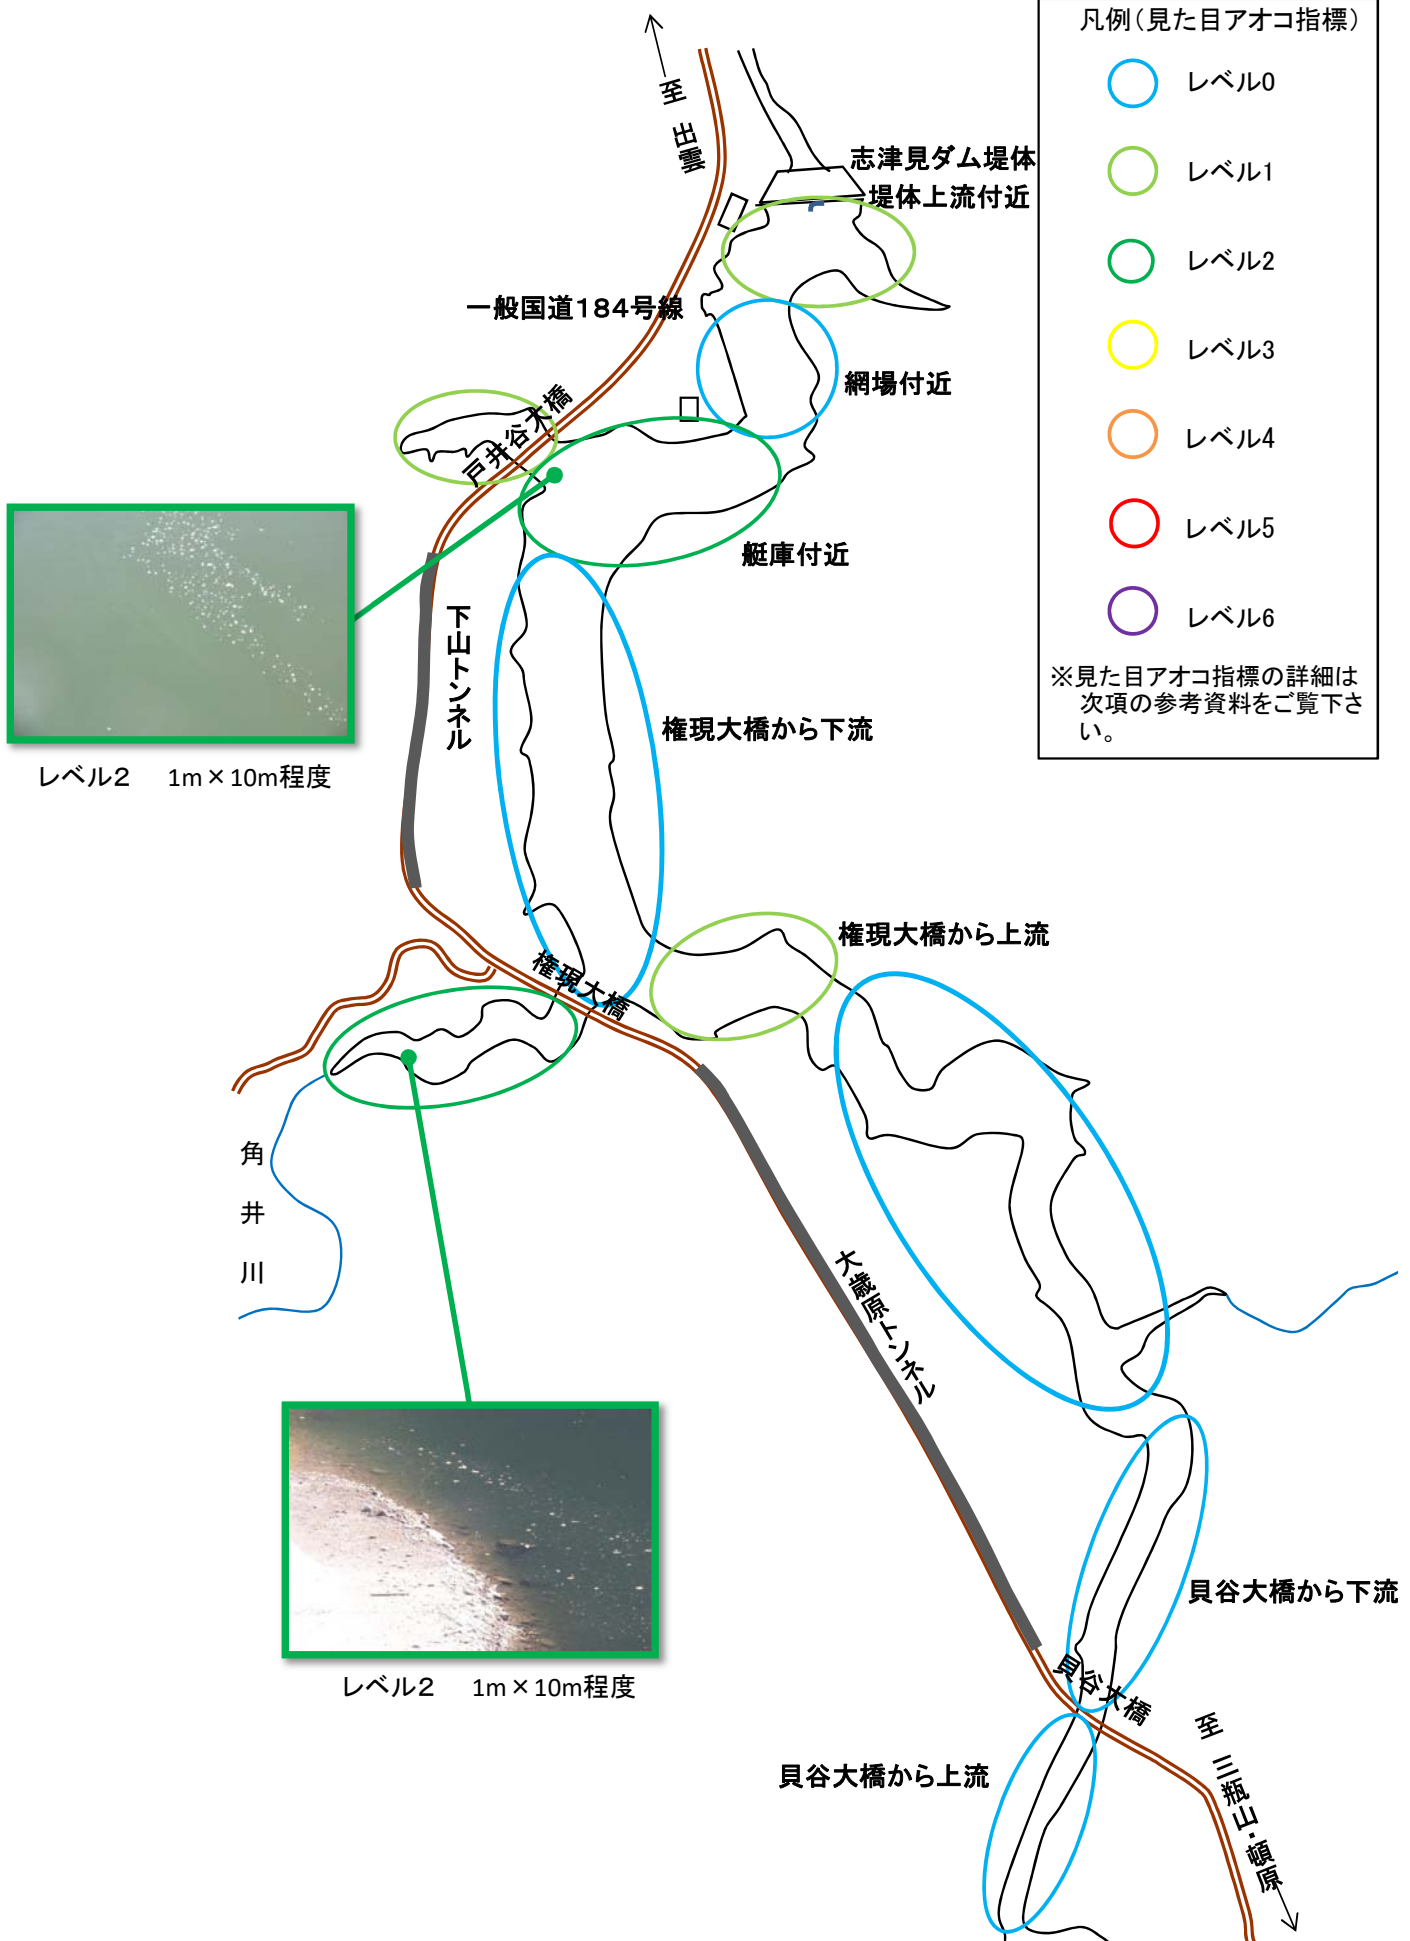 凡例(見た目アオコ指標)
レベル0
レベル1
レベル2
レベル3
レベル4
レベル5
レベル6
※見た目アオコ指標の詳細は
次項の参考資料をご覧下さ
い。
至 出雲
志津見ダム堤体
堤体上流付近
一般国道184号線
網場付近
戸井谷大橋
艇庫付近
下山トンネル
レベル2 1m×10m程度
権現大橋から下流
権現大橋から上流
権現大橋
角井川
大歳原トンネル
レベル2 1m×10m程度
貝谷大橋から下流
貝谷大橋
貝谷大橋から上流
至 三瓶山・頓原